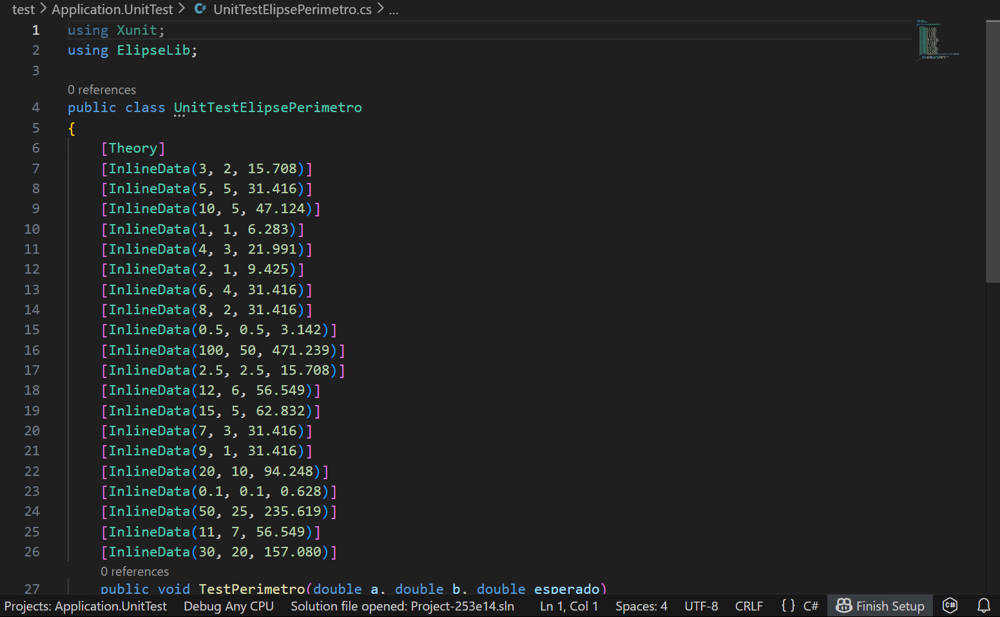 test > Application.UnitTest > C# UnitTestElipsePerimetro.cs > ...
1 using Xunit;
2 using ElipseLib;
3
0 references
4 public class UnitTestElipsePerimetro
5 {
6 [Theory]
7 [InlineData(3, 2, 15.708)]
8 [InlineData(5, 5, 31.416)]
9 [InlineData(10, 5, 47.124)]
10 [InlineData(1, 1, 6.283)]
11 [InlineData(4, 3, 21.991)]
12 [InlineData(2, 1, 9.425)]
13 [InlineData(6, 4, 31.416)]
14 [InlineData(8, 2, 31.416)]
15 [InlineData(0.5, 0.5, 3.142)]
16 [InlineData(100, 50, 471.239)]
17 [InlineData(2.5, 2.5, 15.708)]
18 [InlineData(12, 6, 56.549)]
19 [InlineData(15, 5, 62.832)]
20 [InlineData(7, 3, 31.416)]
21 [InlineData(9, 1, 31.416)]
22 [InlineData(20, 10, 94.248)]
23 [InlineData(0.1, 0.1, 0.628)]
24 [InlineData(50, 25, 235.619)]
25 [InlineData(11, 7, 56.549)]
26 [InlineData(30, 20, 157.080)]
0 references
27 public void TestPerimetro(double a, double b, double esperado)
Projects: Application.UnitTest Debug Any CPU Solution file opened: Project-253e14.sln Ln 1, Col 1 Spaces: 4 UTF-8 CRLF { } C# Finish Setup C#